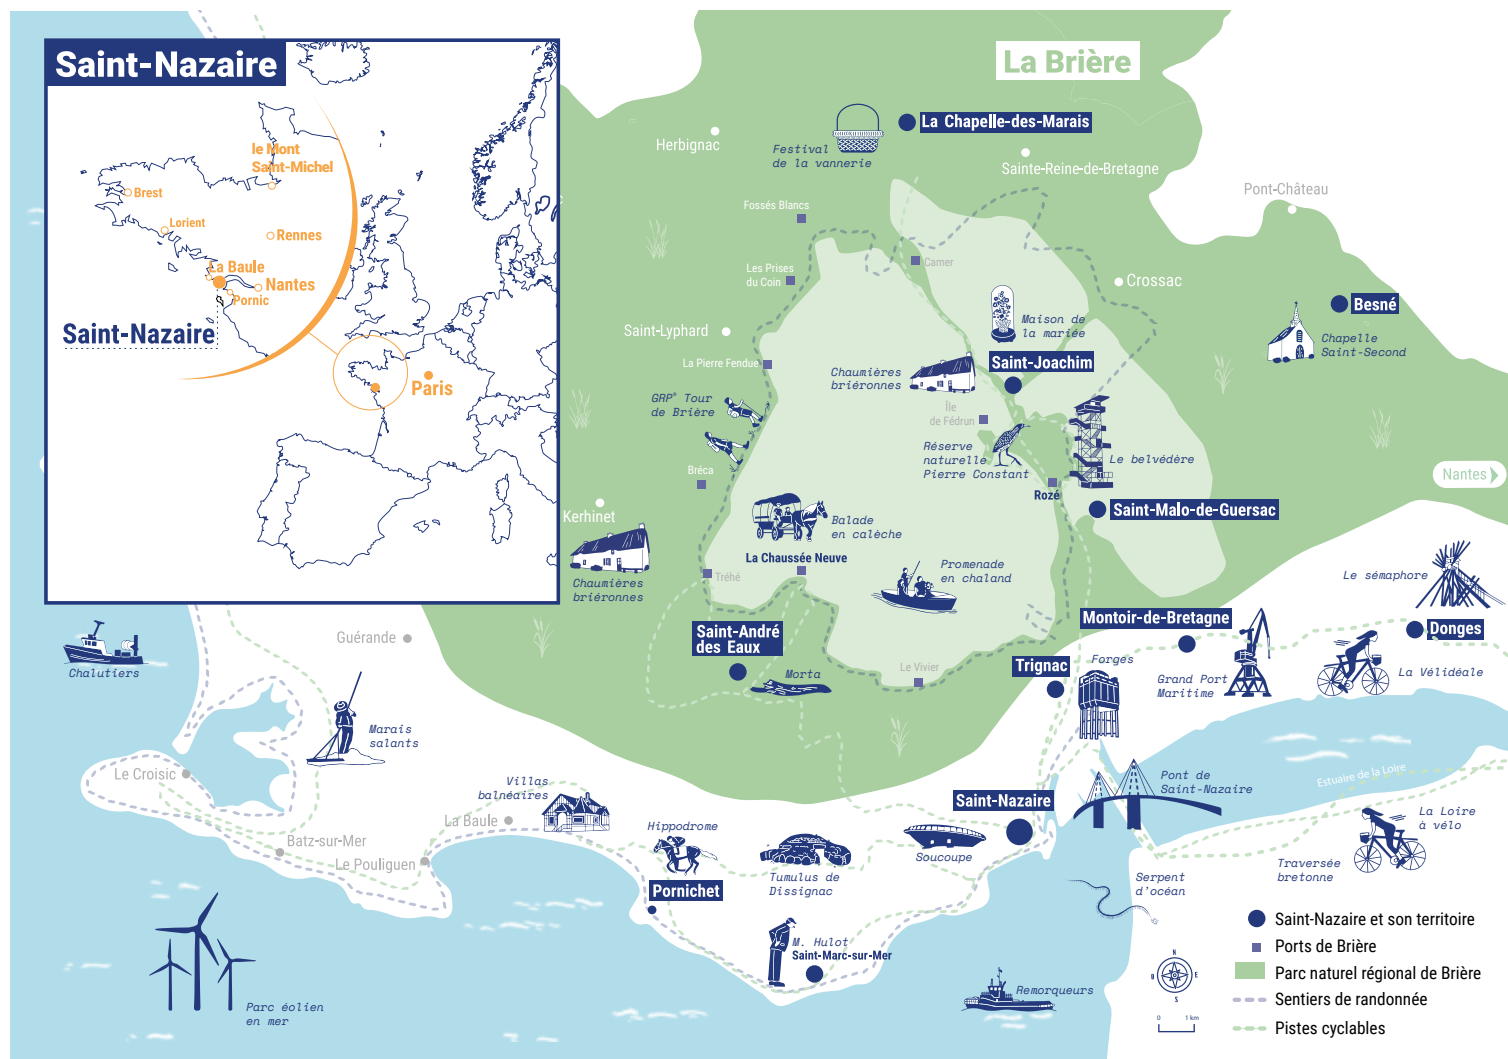 Saint-Nazaire
le Mont
Saint-Michel
Brest
Lorient
Rennes
La Baule
Nantes
Pornic
Saint-Nazaire
Paris
La Brière
La Chapelle-des-Marais
Herbignac
Festival
de la vannerie
Sainte-Reine-de-Bretagne
Pont-Château
Fossés Blancs
Camer
Les Prises
du Coin
Crossac
Besné
Maison de
la mariée
Saint-Lyphard
Chapelle
Saint-Second
La Pierre Fendue
Saint-Joachim
Chaumières
briéronnes
GRP® Tour
de Brière
Île
de Fédrun
Réserve
naturelle
Pierre Constant
Le belvédère
Bréca
Nantes
Rozé
Kerhinet
Saint-Malo-de-Guersac
Balade
en calèche
La Chaussée Neuve
Chaumières
briéronnes
Tréhé
Promenade
en chaland
Le sémaphore
Montoir-de-Bretagne
Donges
Guérande
Saint-André
des Eaux
Chalutiers
Morta
Le Vivier
Trignac
Forges
Grand Port
Maritime
La Vélidéale
Marais
salants
Le Croisic
Villas
balnéaires
Pont de
Saint-Nazaire
Estuaire de la Loire
Saint-Nazaire
La Baule
Hippodrome
La Loire
à vélo
Batz-sur-Mer
Le Pouliguen
Soucoupe
Tumulus de
Dissignac
Traversée
bretonne
Serpent
d'océan
Pornichet
M. Hulot
Saint-Marc-sur-Mer
Remorqueurs
Parc éolien
en mer
Saint-Nazaire et son territoire
Ports de Brière
Parc naturel régional de Brière
Sentiers de randonnée
Pistes cyclables
N
O E
S
0 1 km